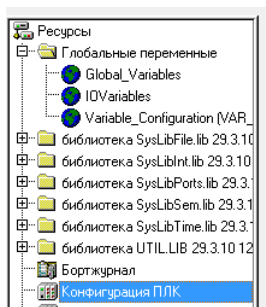 Ресурсы
Глобальные переменные
Global_Variables
IOVariables
Variable_Configuration (VAR_
библиотека SysLibFile.lib 29.3.10
библиотека SysLibInt.lib 29.3.10
библиотека SysLibPorts.lib 29.3.
библиотека SysLibSem.lib 29.3.1
библиотека SysLibTime.lib 29.3.
библиотека UTIL.LIB 29.3.10 12
Бортжурнал
Конфигурация ПЛК